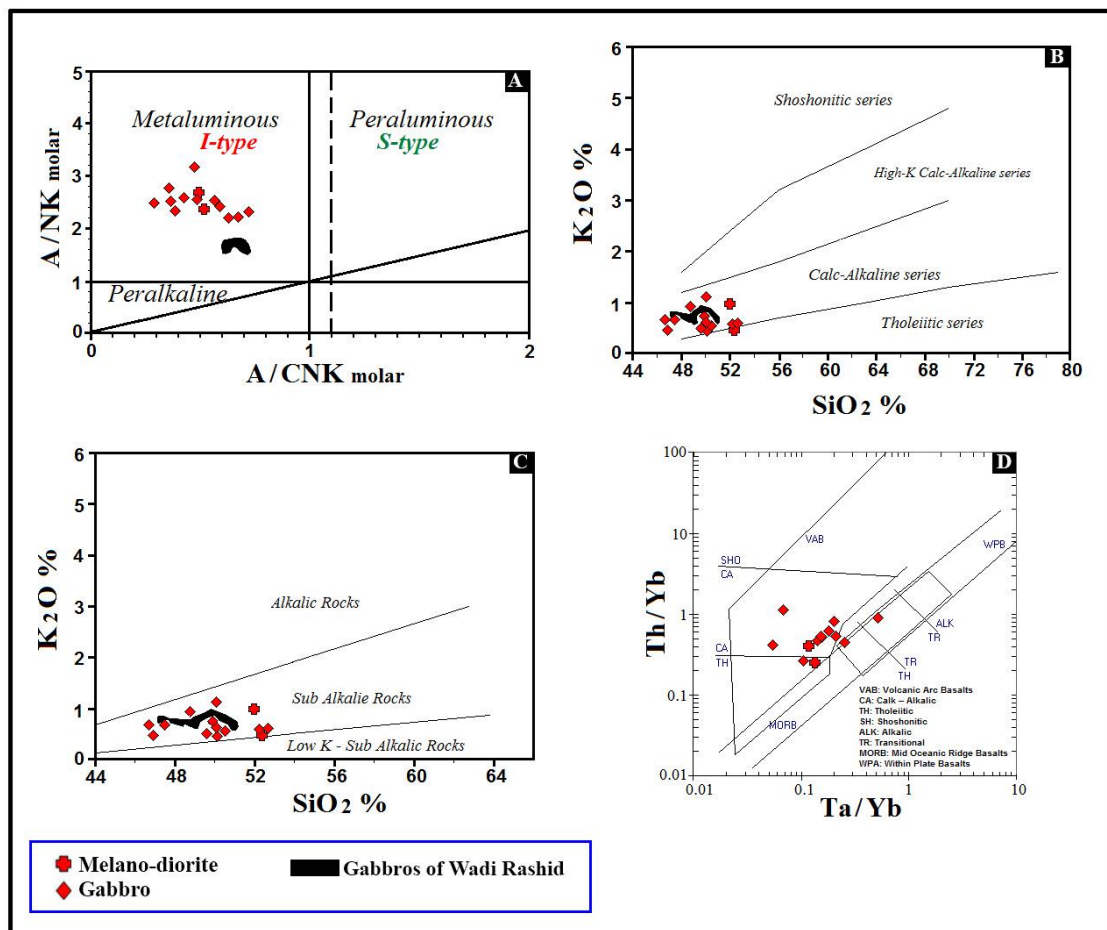 A
5
4
3
2
1
0
0
1
2
A/NK molar
A/CNK molar
Metaluminous
I-type
Peraluminous
S-type
Peralkaline
B
6
5
4
3
2
1
0
44
48
52
56
60
64
68
72
76
80
K2O %
SiO2 %
Shoshonitic series
High-K Calc-Alkaline series
Calc-Alkaline series
Tholeiitic series
C
6
5
4
3
2
1
0
44
48
52
56
60
64
K2O %
SiO2 %
Alkalic Rocks
Sub Alkalie Rocks
Low K - Sub Alkalic Rocks
D
100
10
1
0.1
0.01
0.01
0.1
1
10
Th/Yb
Ta/Yb
VAB
WPB
SHO
CA
CA
TH
ALK
TR
TR
TH
MORB
VAB: Volcanic Arc Basalts
CA: Calk – Alkalic
TH: Tholeiitic
SH: Shoshonitic
ALK: Alkalic
TR: Transitional
MORB: Mid Oceanic Ridge Basalts
WPA: Within Plate Basalts
Melano-diorite
Gabbro
Gabbros of Wadi Rashid